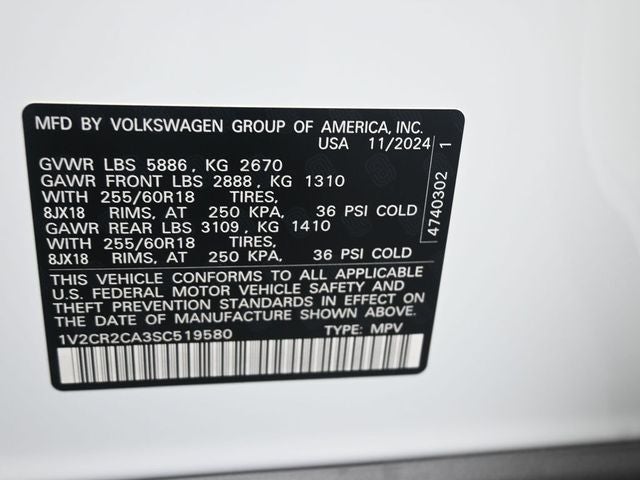 MFD BY VOLKSWAGEN GROUP OF AMERICA, INC.
USA 11/2024
GVWR LBS 5886, KG 2670
GAWR FRONT LBS 2888, KG 1310
WITH 255/60R18 TIRES,
8JX18 RIMS, AT 250 KPA, 36 PSI COLD
GAWR REAR LBS 3109, KG 1410
WITH 255/60R18 TIRES,
8JX18 RIMS, AT 250 KPA, 36 PSI COLD
THIS VEHICLE CONFORMS TO ALL APPLICABLE
U.S. FEDERAL MOTOR VEHICLE SAFETY AND
THEFT PREVENTION STANDARDS IN EFFECT ON
THE DATE OF MANUFACTURE SHOWN ABOVE.
1V2CR2CA3SC519580 TYPE: MPV
4740302 1